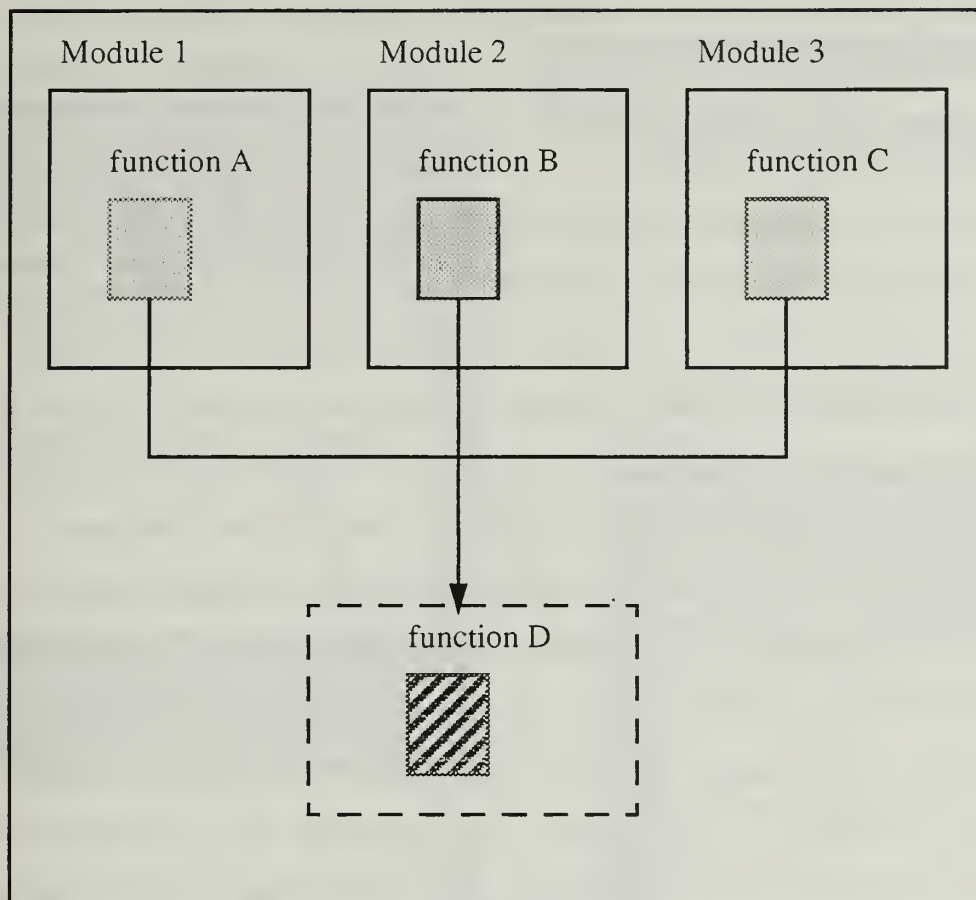 Module 1
Module 2
Module 3
function A
function B
function C
function D